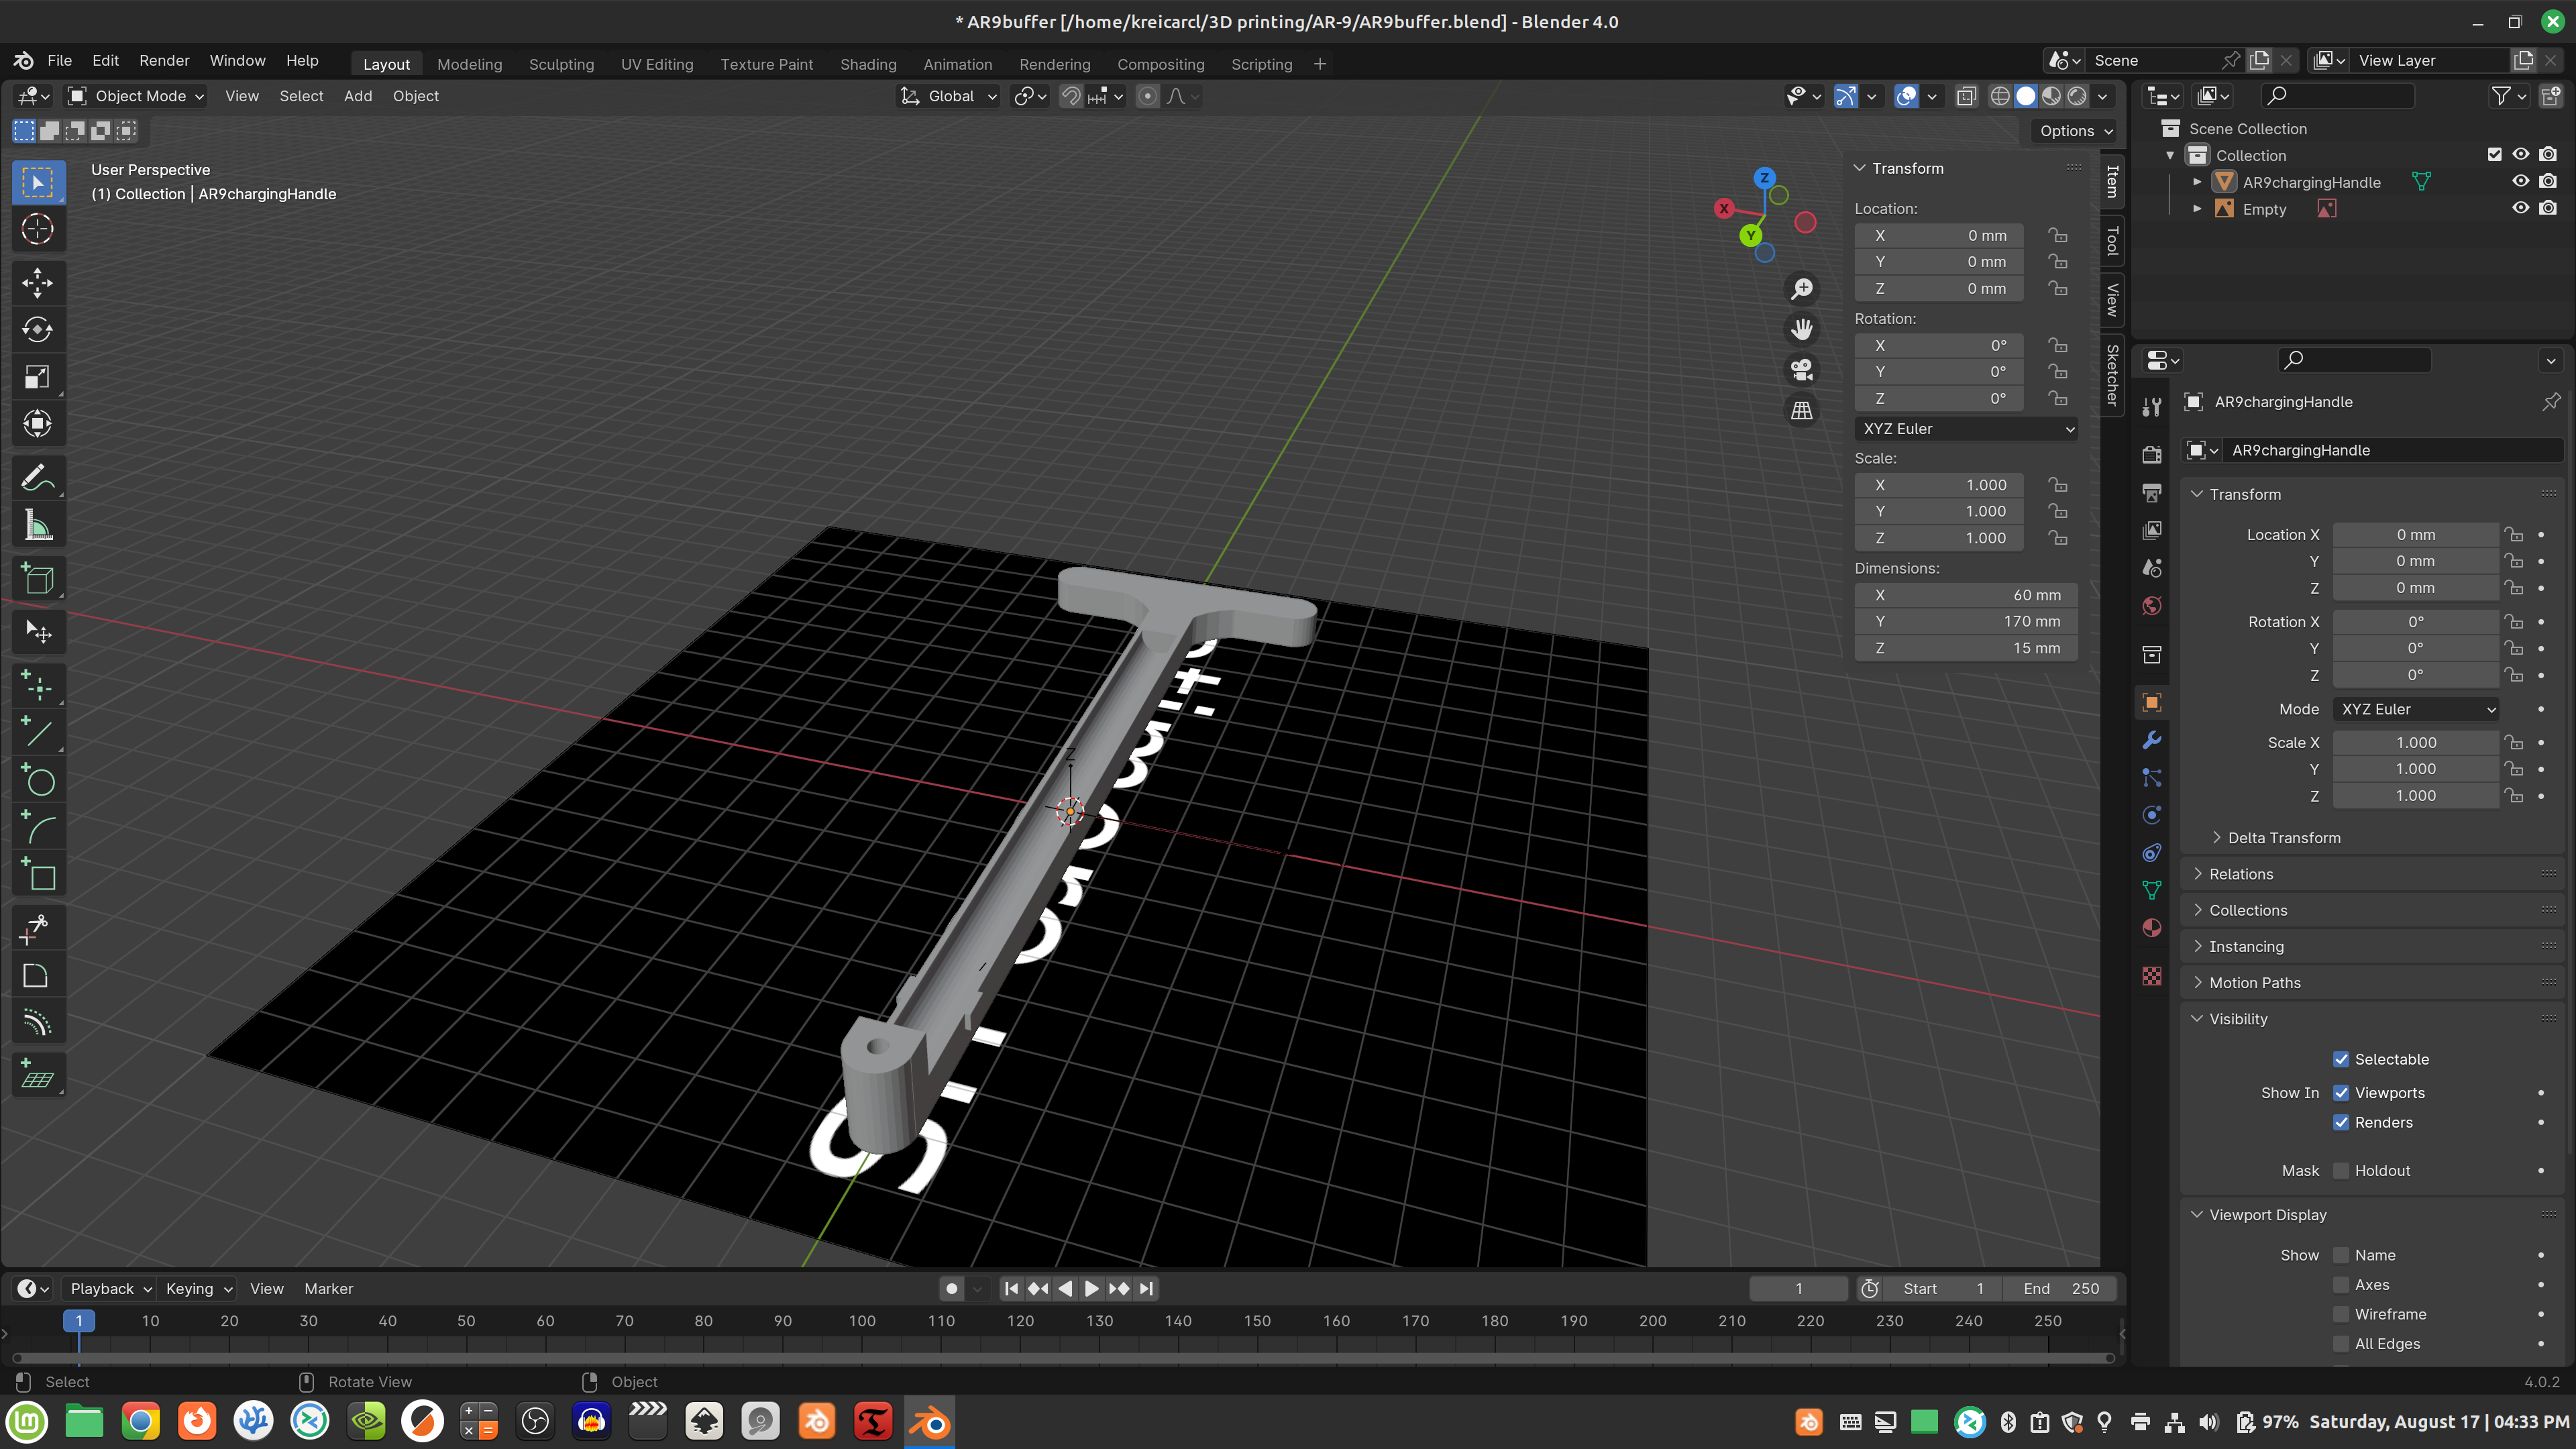 * AR9buffer [/home/kreicarcl/3D printing/AR-9/AR9buffer.blend] - Blender 4.0
File Edit Render Window Help
Layout Modeling Sculpting UV Editing Texture Paint Shading Animation Rendering Compositing Scripting +
Scene
View Layer
Object Mode View Select Add Object
Global
Options
User Perspective
(1) Collection | AR9chargingHandle
Z
X
Y
Z
Transform
Location:
X 0 mm
Y 0 mm
Z 0 mm
Rotation:
X 0°
Y 0°
Z 0°
XYZ Euler
Scale:
X 1.000
Y 1.000
Z 1.000
Dimensions:
X 60 mm
Y 170 mm
Z 15 mm
Item
Tool
View
Sketcher
Scene Collection
Collection
AR9chargingHandle
Empty
AR9chargingHandle
AR9chargingHandle
Transform
Location X 0 mm
Y 0 mm
Z 0 mm
Rotation X 0°
Y 0°
Z 0°
Mode XYZ Euler
Scale X 1.000
Y 1.000
Z 1.000
Delta Transform
Relations
Collections
Instancing
Motion Paths
Visibility
Selectable
Show In Viewports
Renders
Mask Holdout
Viewport Display
Show Name
Axes
Wireframe
All Edges
Playback Keying View Marker
1 Start 1 End 250
1 10 20 30 40 50 60 70 80 90 100 110 120 130 140 150 160 170 180 190 200 210 220 230 240 250
Select Rotate View Object
4.0.2
97% Saturday, August 17 | 04:33 PM